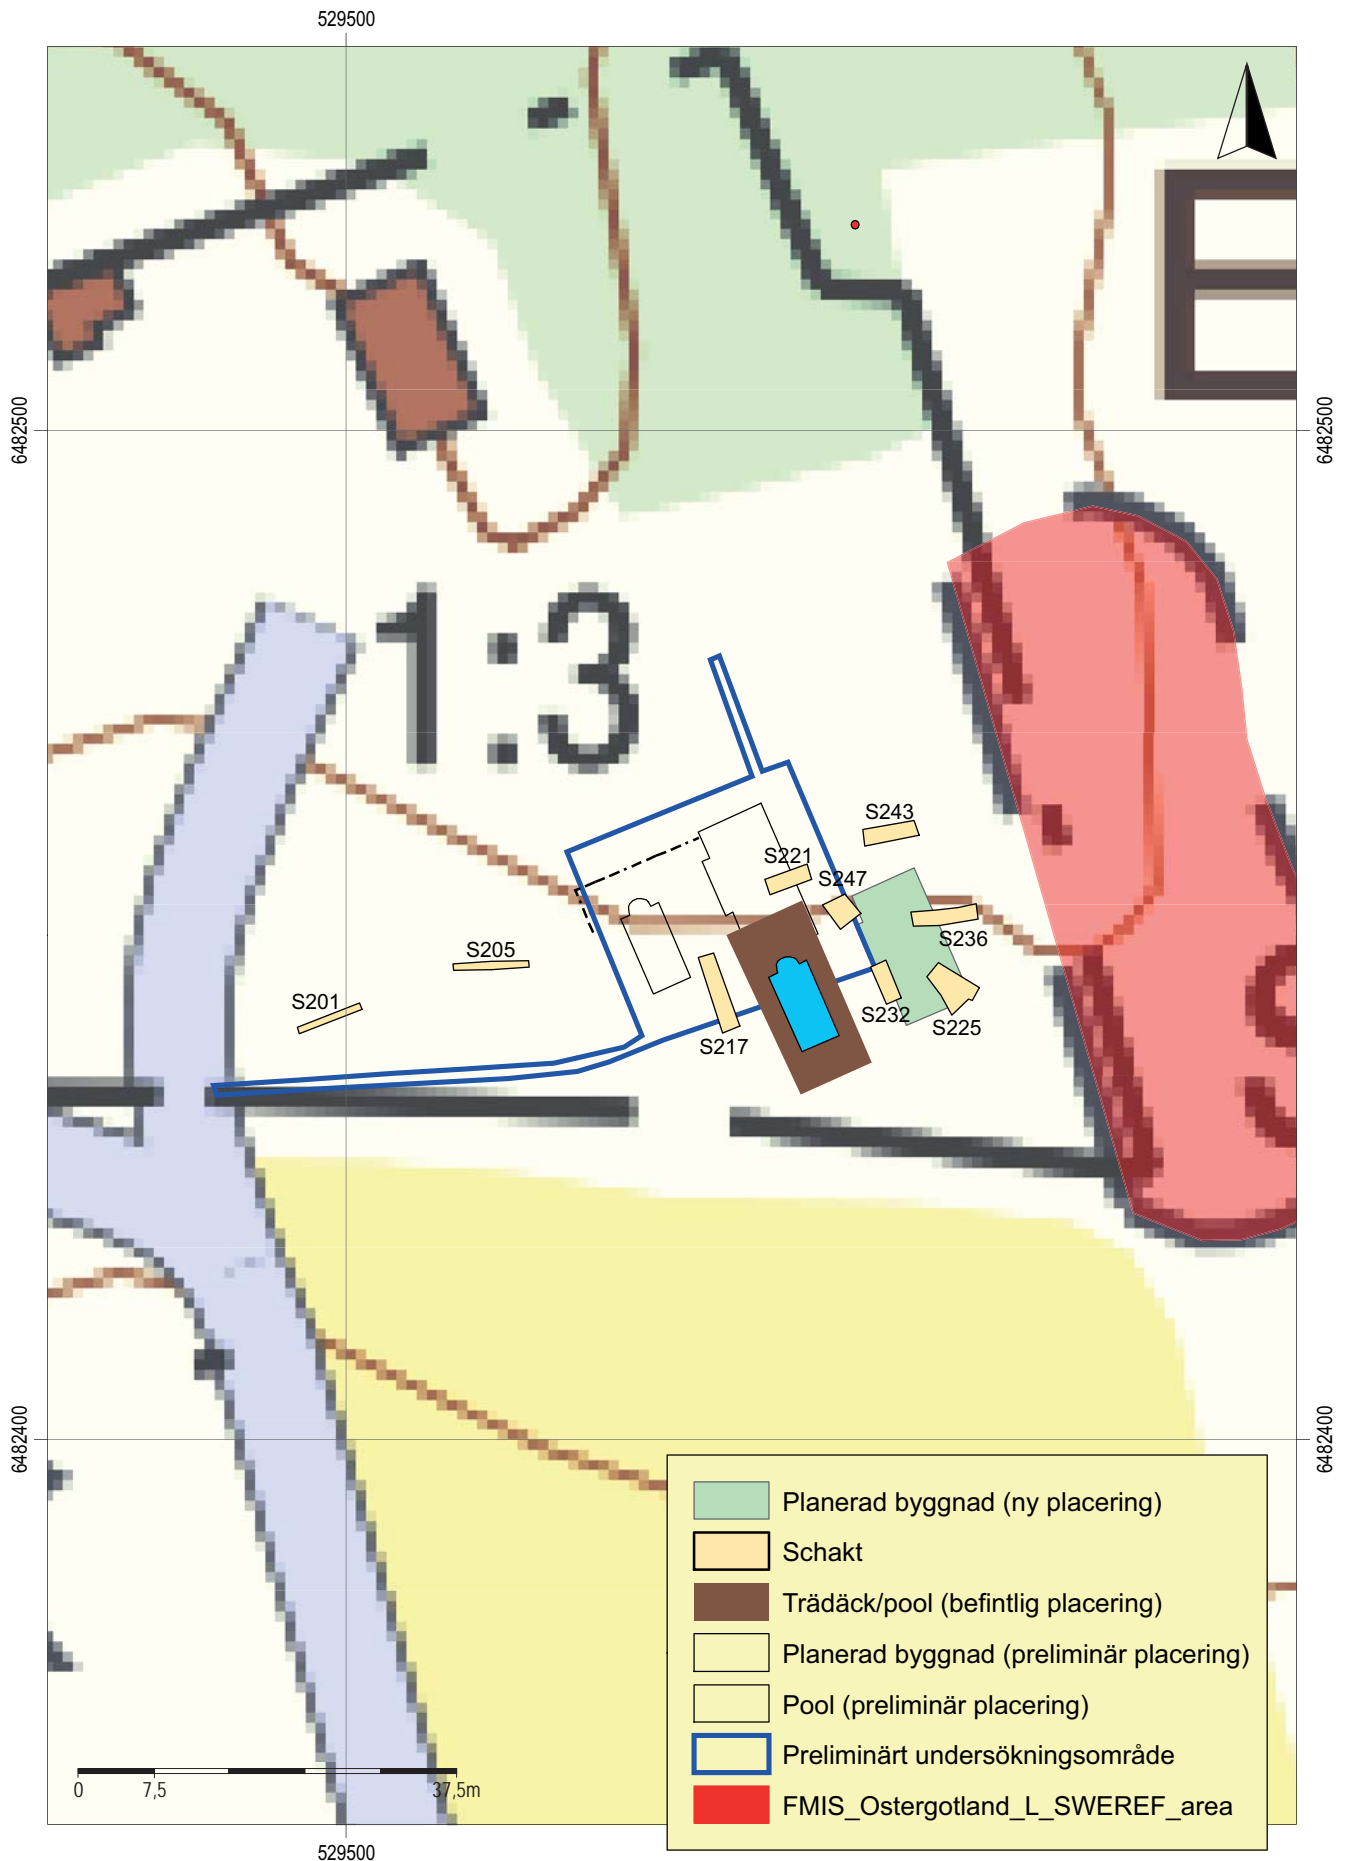 529500
6482500
6482500
1:3
S243
S221
S247
S236
S205
S201
S232
S225
S217
9
6482400
6482400
Planerad byggnad (ny placering)
Schakt
Trädäck/pool (befintlig placering)
Planerad byggnad (preliminär placering)
Pool (preliminär placering)
Preliminärt undersökningsområde
FMIS_Ostergotland_L_SWEREF_area
0 7,5 37,5m
529500